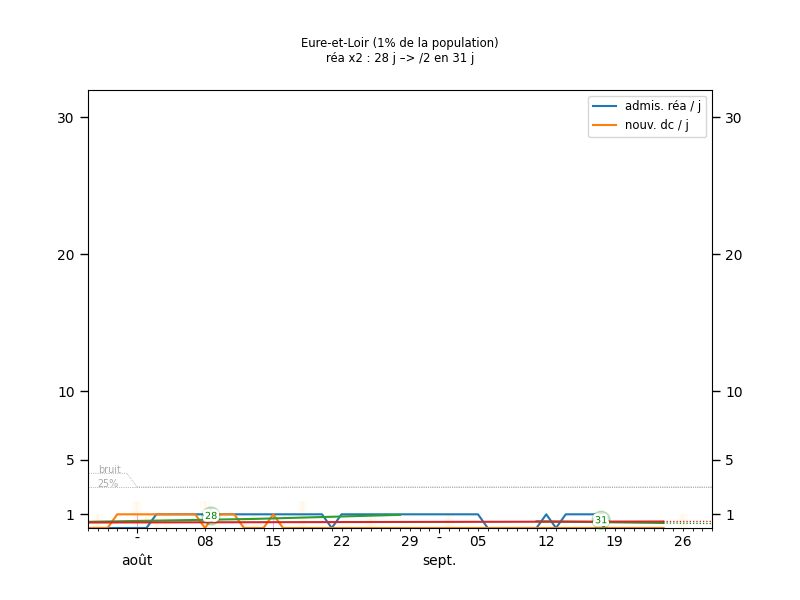 Eure-et-Loir (1% de la population)
réa x2 : 28 j –> /2 en 31 j
admis. réa / j
nouv. dc / j
30 30
20 20
10 10
5 5
1 1
bruit
25%
28 31
- 08 15 22 29 - 05 12 19 26
août sept.